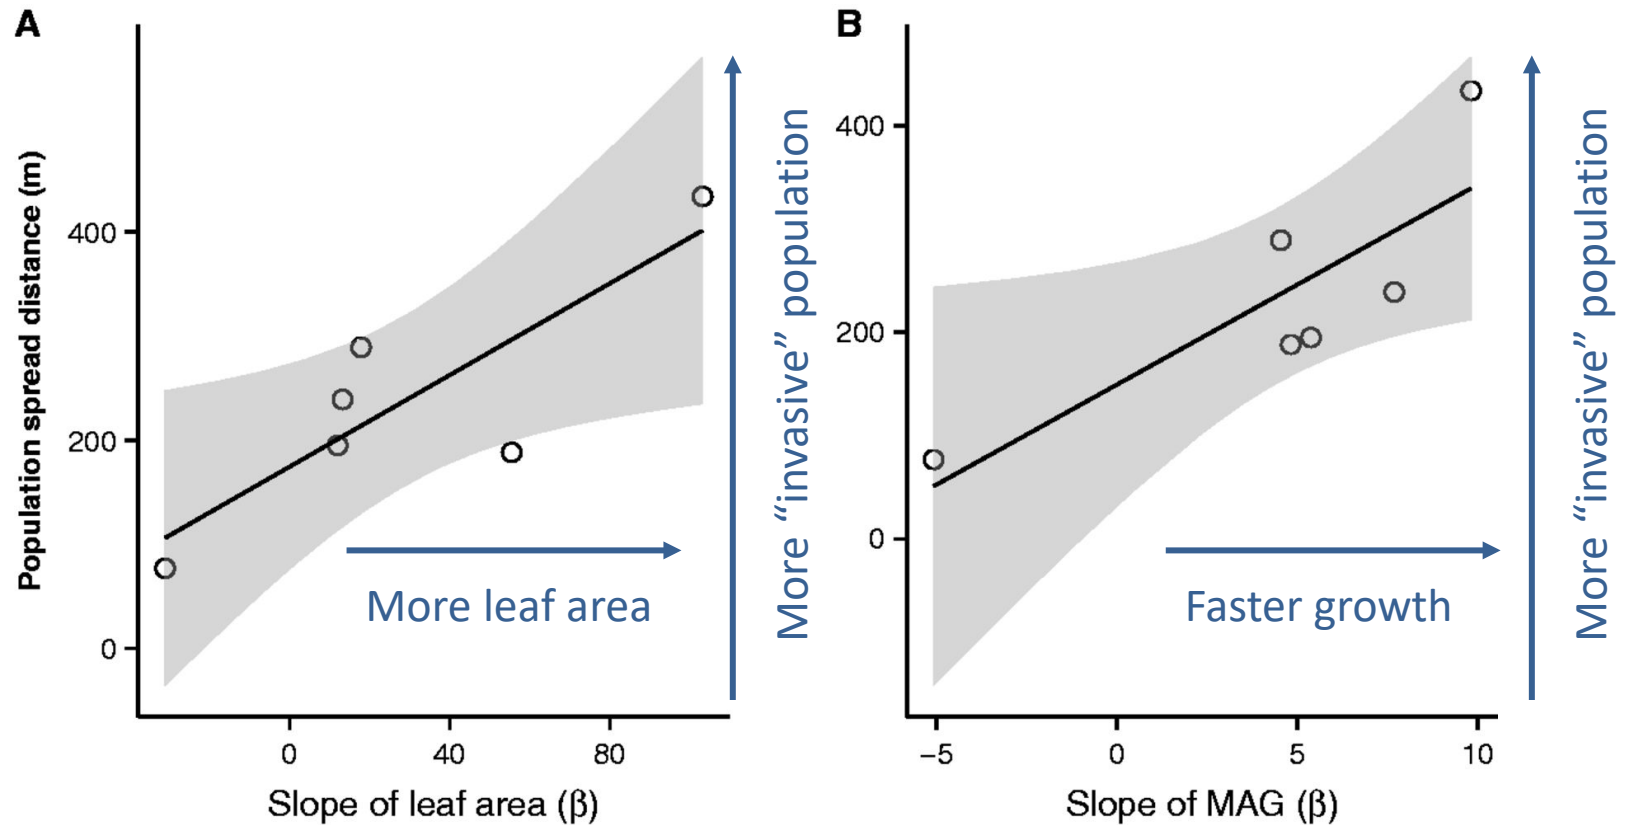 A
Population spread distance (m)
400
200
0
0
40
80
Slope of leaf area (β)
More leaf area
More “invasive” population
B
400
200
0
−5
0
5
10
Slope of MAG (β)
Faster growth
More “invasive” population